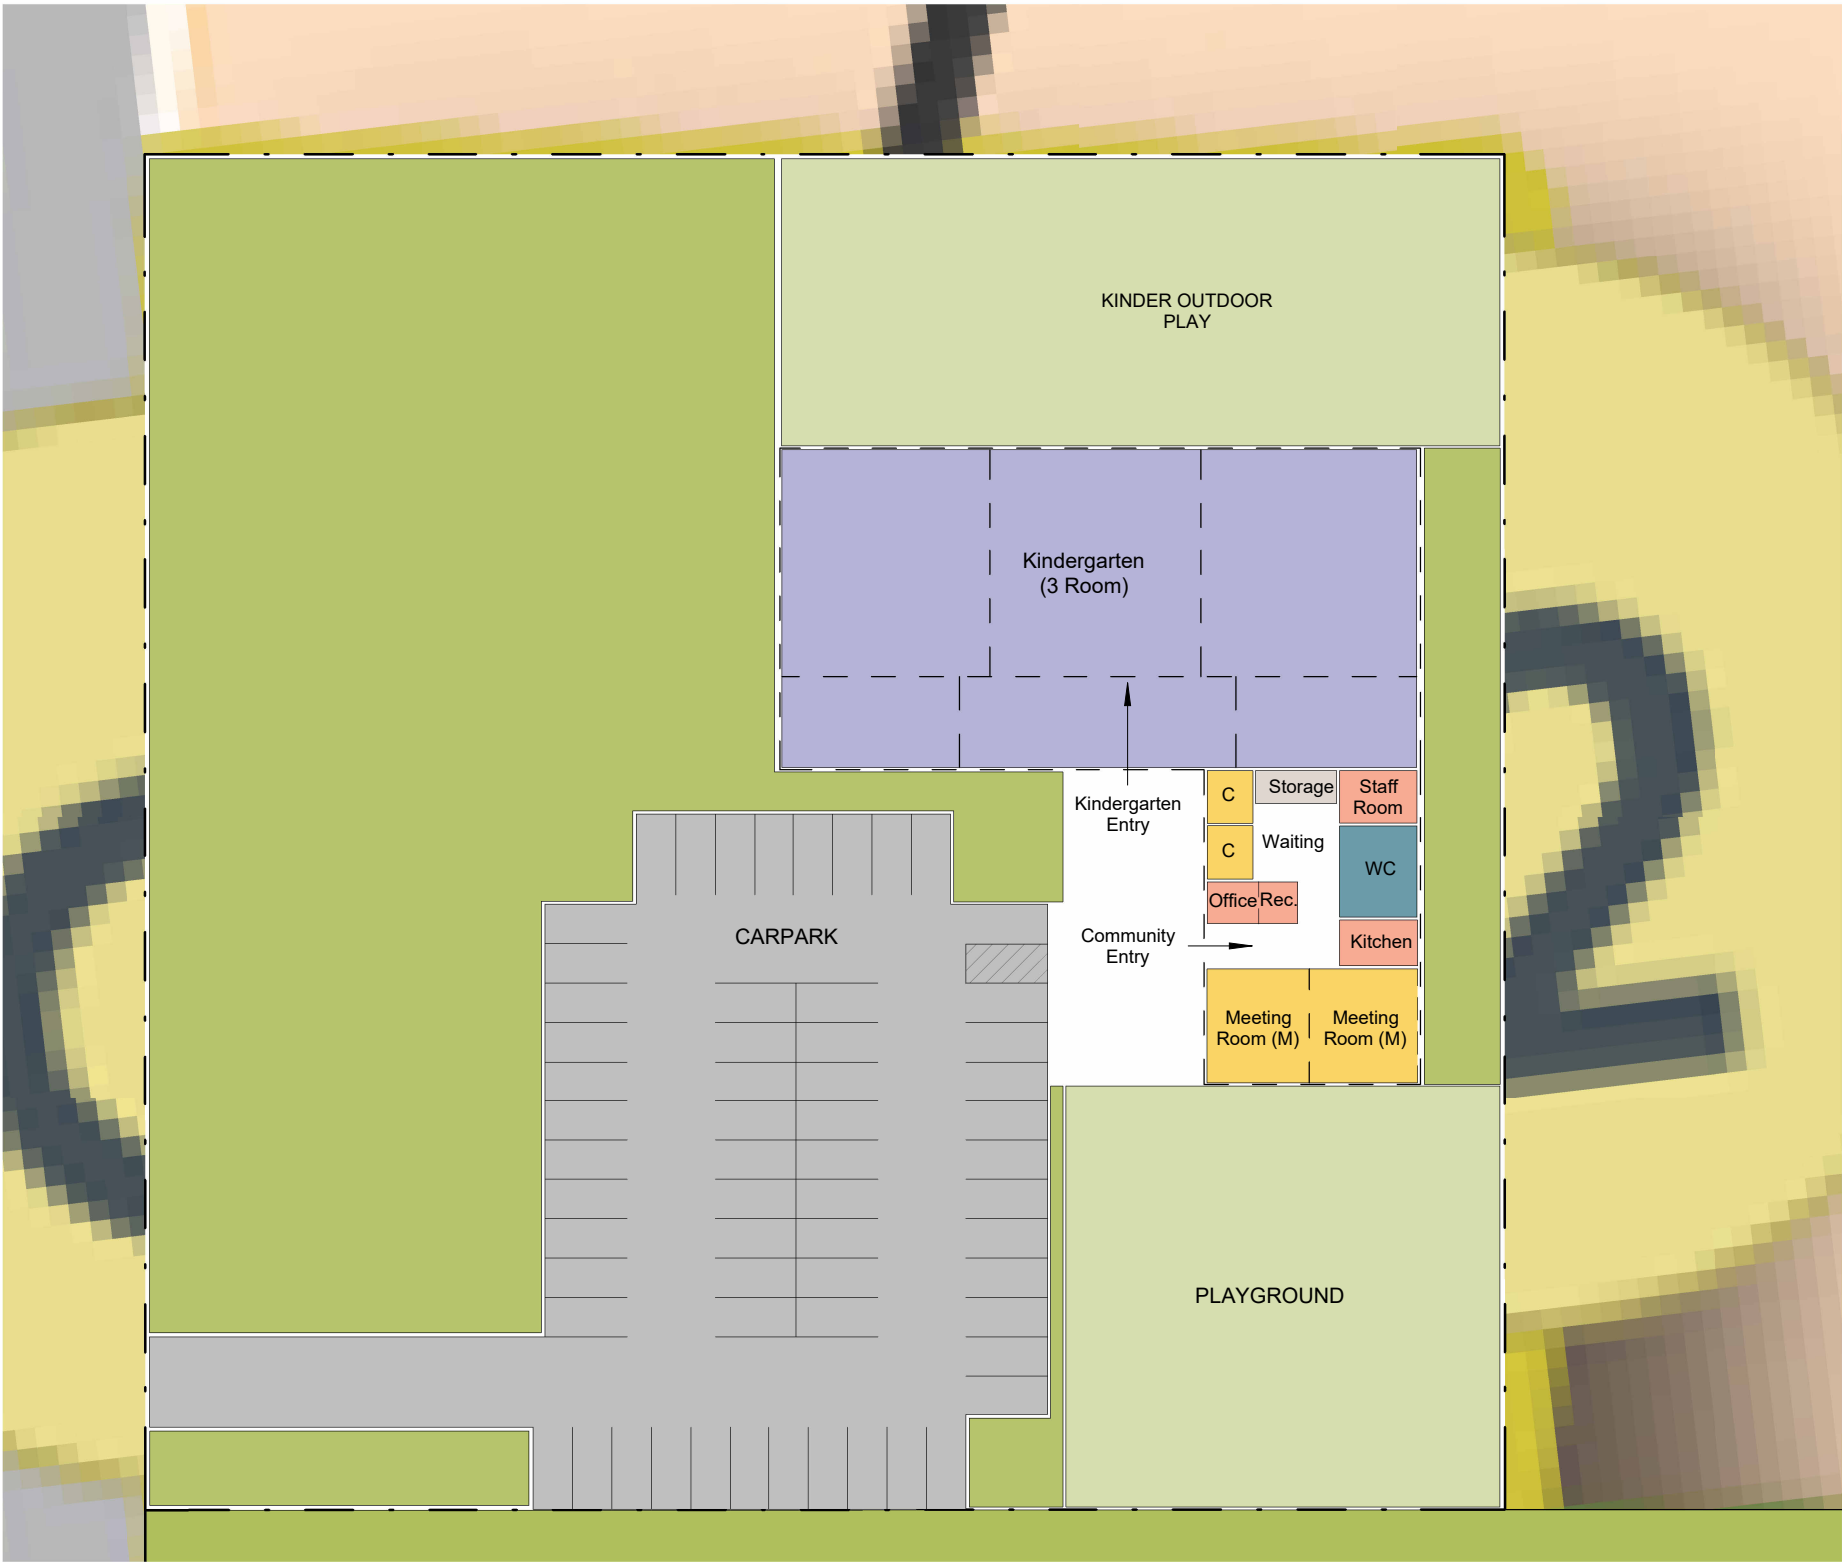 KINDER OUTDOOR
PLAY
Kindergarten
(3 Room)
Kindergarten
Entry
C
Storage
Staff
Room
C
Waiting
WC
Office
Rec.
CARPARK
Community
Entry
Kitchen
Meeting
Room (M)
Meeting
Room (M)
PLAYGROUND